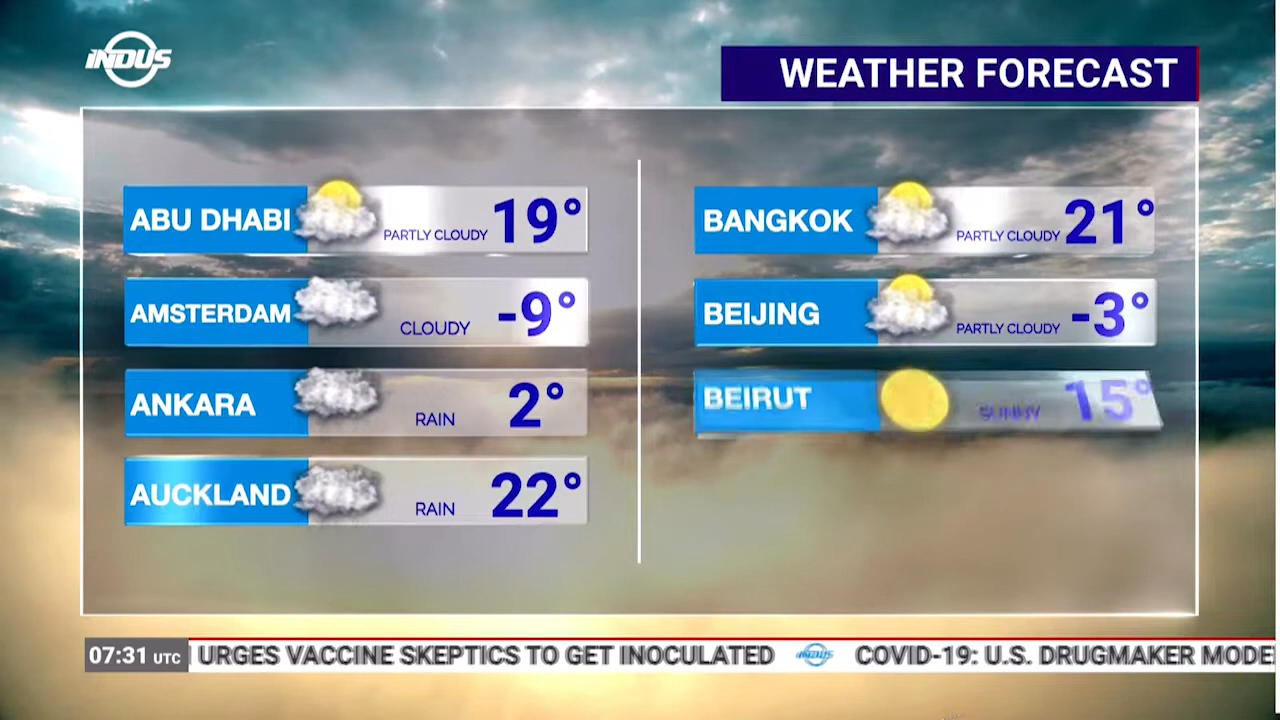 INDUS
WEATHER FORECAST
ABU DHABI PARTLY CLOUDY 19°
AMSTERDAM CLOUDY -9°
ANKARA RAIN 2°
AUCKLAND RAIN 22°
BANGKOK PARTLY CLOUDY 21°
BEIJING PARTLY CLOUDY -3°
BEIRUT SUNNY 15°
07:31 UTC URGES VACCINE SKEPTICS TO GET INOCULATED INDUS COVID-19: U.S. DRUGMAKER MODE